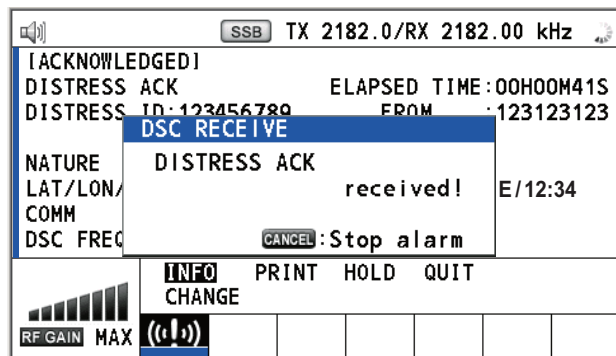 SSB TX 2182.0/RX 2182.00 kHz
[ACKNOWLEDGED]
DISTRESS ACK ELAPSED TIME:00H00M41S
DISTRESS ID:123456789 FROM :123123123
DSC RECEIVE
NATURE
DISTRESS ACK
LAT/LON/ E/12:34
received!
COMM
DSC FREQ
CANCEL:Stop alarm
INFO PRINT HOLD QUIT
CHANGE
RF GAIN MAX